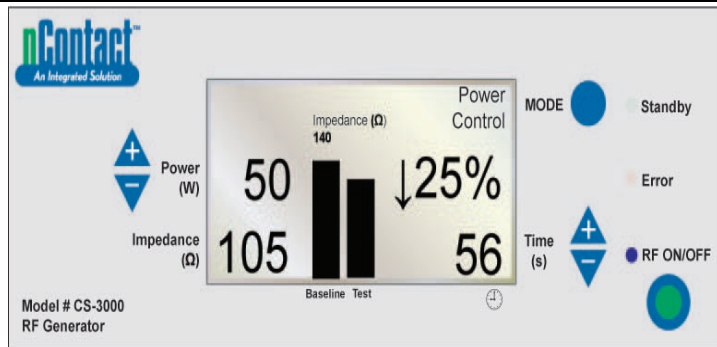 nContact™
An Integrated Solution
Power
Control
Impedance (Ω)
140
MODE
Standby
+
−
Power
(W)
50
↓25%
Error
Impedance
(Ω)
105
56
Time
(s)
+
−
RF ON/OFF
Baseline Test
Model # CS-3000
RF Generator